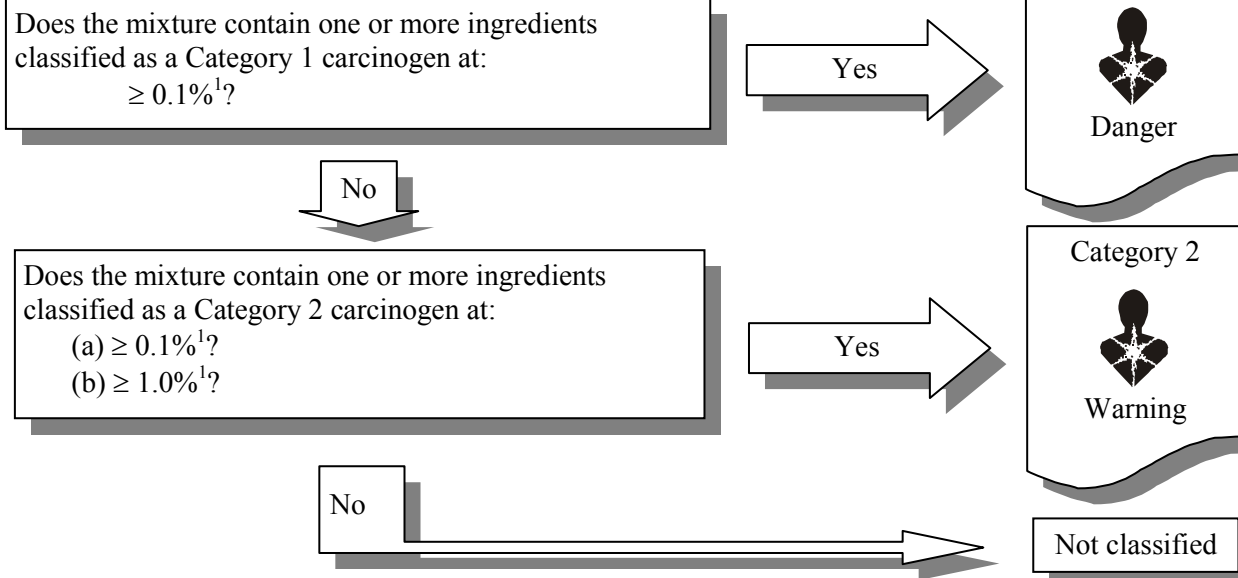 Does the mixture contain one or more ingredients
classified as a Category 1 carcinogen at:
≥ 0.1%¹?
Yes
Danger
No
Does the mixture contain one or more ingredients
classified as a Category 2 carcinogen at:
(a) ≥ 0.1%¹?
(b) ≥ 1.0%¹?
Yes
Category 2
Warning
No
Not classified